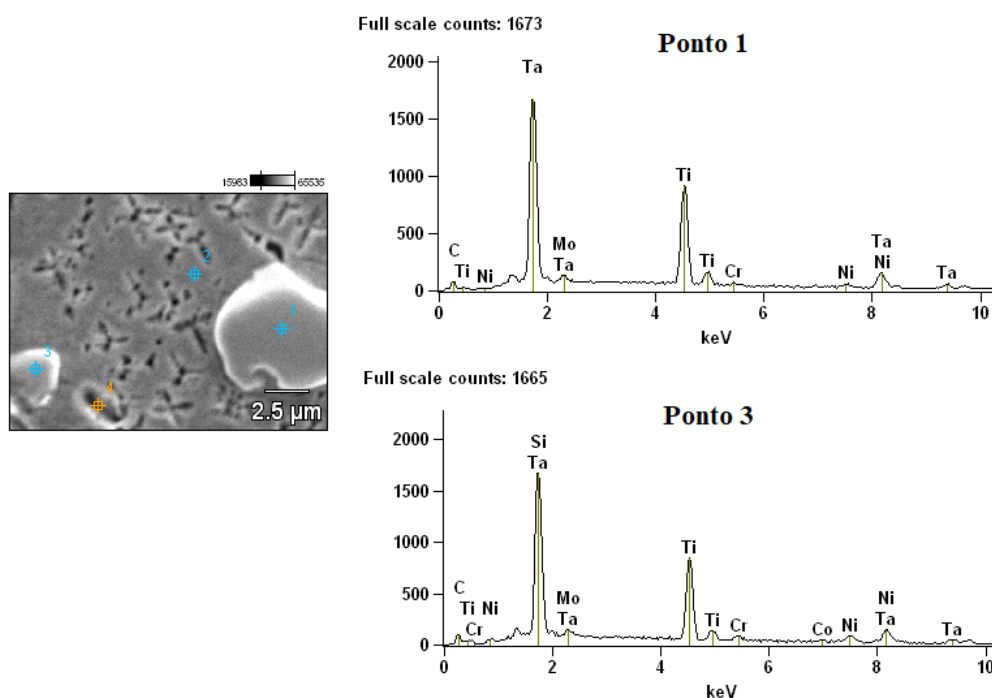 15983 65535
2
1
3
4
2.5 µm
Full scale counts: 1673
Ponto 1
2000
1500
1000
500
0
Ta
C
Ti
Ni
Mo
Ta
Ti
Ti
Cr
Ni
Ta
Ni
Ta
0 2 4 6 8 10
keV
Full scale counts: 1665
Ponto 3
2000
1500
1000
500
0
Si
Ta
C
Ti Ni
Cr
Mo
Ta
Ti
Ti
Cr
Co
Ni
Ni
Ta
Ta
0 2 4 6 8 10
keV